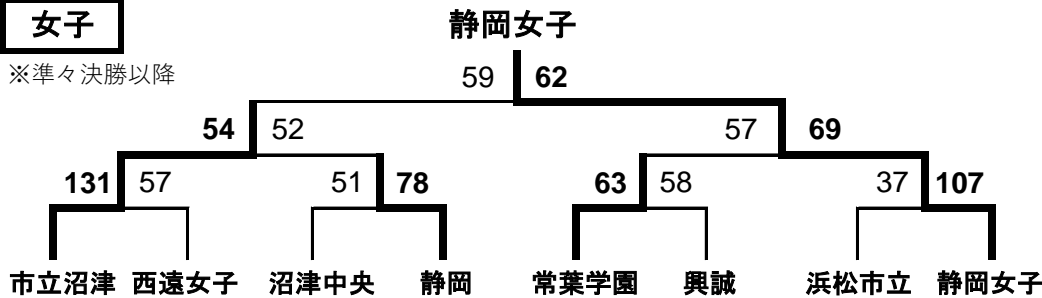 女子
静岡女子
※準々決勝以降
59 62
54 52 57 69
131 57 51 78 63 58 37 107
市立沼津 西遠女子 沼津中央 静岡 常葉学園 興誠 浜松市立 静岡女子